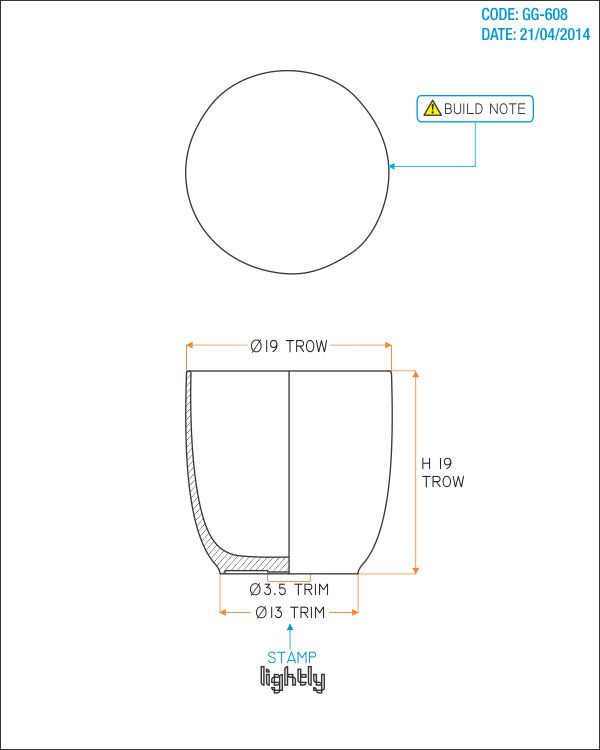 CODE: GG-608
DATE: 21/04/2014
BUILD NOTE
Ø19 TROW
H 19
TROW
Ø3.5 TRIM
Ø13 TRIM
STAMP
lightly